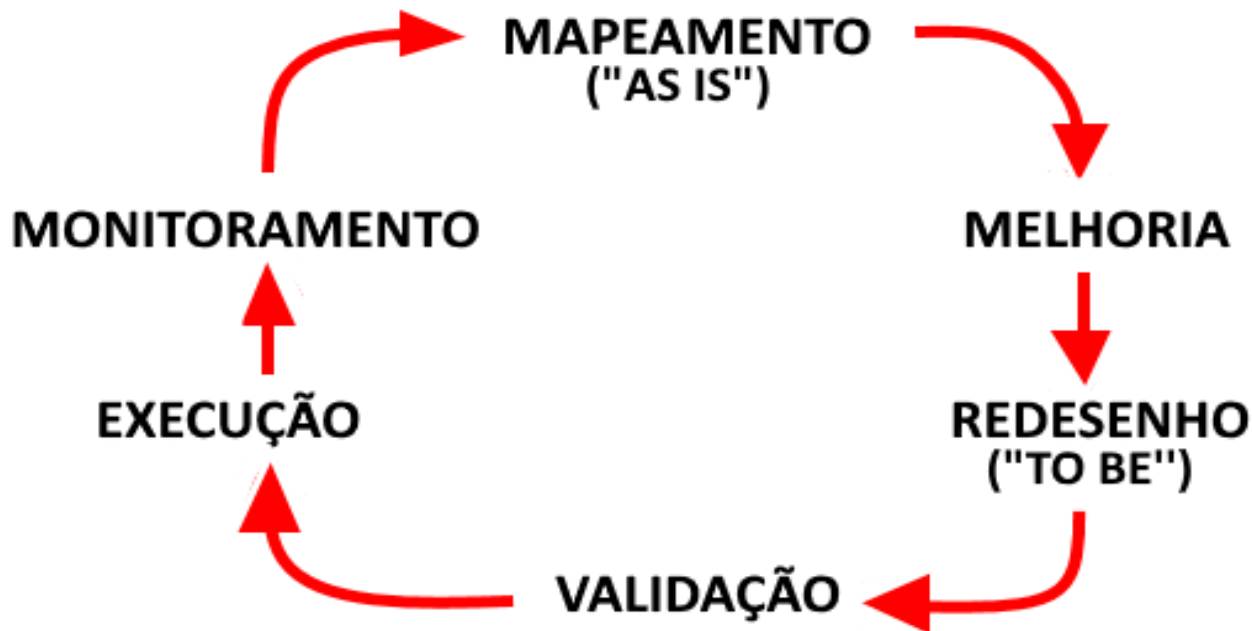 MAPEAMENTO
("AS IS")
MELHORIA
REDESENHO
("TO BE")
VALIDAÇÃO
EXECUÇÃO
MONITORAMENTO